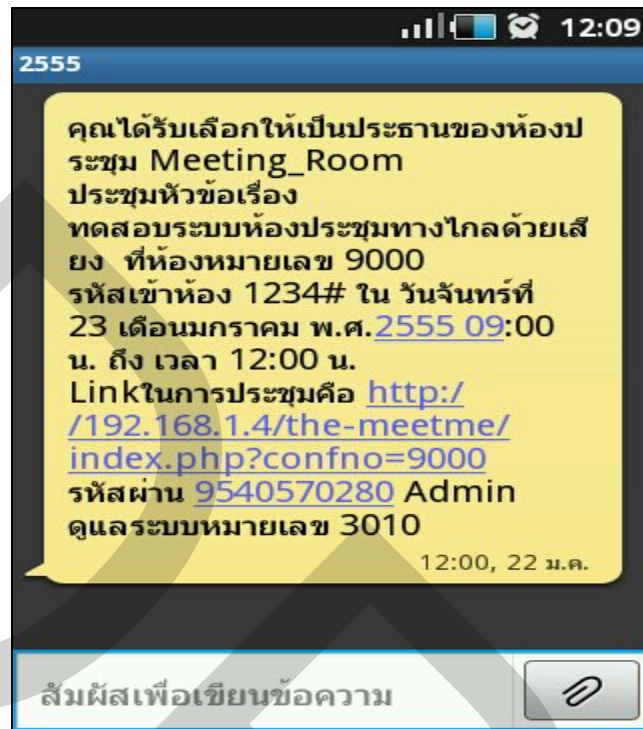 12:09
2555
คุณได้รับเลือกให้เป็นประธานของห้องป
ระชุม Meeting_Room
ประชุมหัวข้อเรื่อง
ทดสอบระบบห้องประชุมทางไกลด้วยเสี
ยง ที่ห้องหมายเลข 9000
รหัสเข้าห้อง 1234# ใน วันจันทร์ที่
23 เดือนมกราคม พ.ศ.2555 09:00
น. ถึง เวลา 12:00 น.
Linkในการประชุมคือ http:/
/192.168.1.4/the-meetme/
index.php?confno=9000
รหัสผ่าน 9540570280 Admin
ดูแลระบบหมายเลข 3010
12:00, 22 ม.ค.
สัมผัสเพื่อเขียนข้อความ